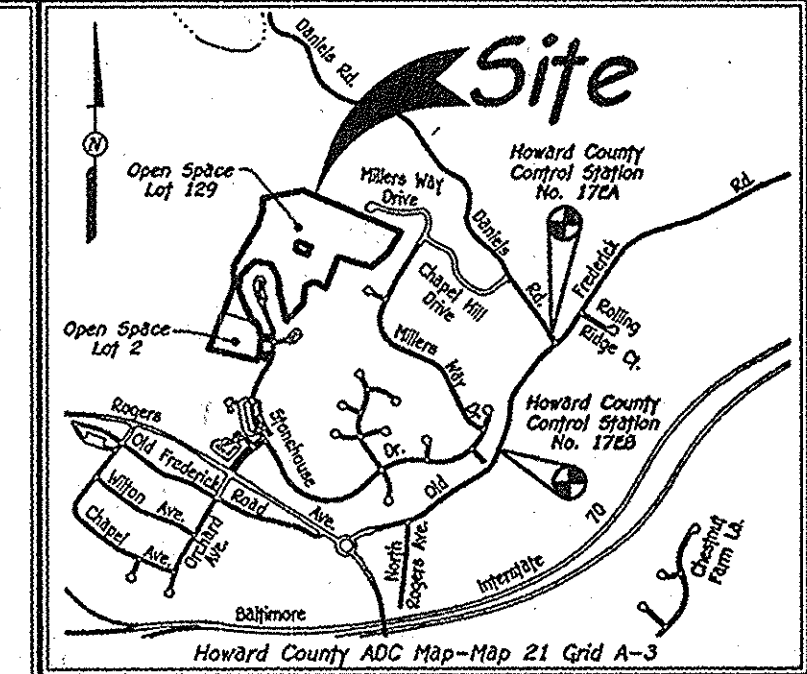 Daniels Rd.
Site
Howard County
Control Station
No. 17EA
Rd.
N
Open Space
Lot 129
Millers Way
Drive
Daniels
Rd.
Frederick
Rolling
Ridge Ct.
Chapel Hill
Drive
Open Space
Lot 2
Millers
Way
Dr.
Howard County
Control Station
No. 17EB
Rogers
Ave.
Stonehouse
Dr.
Old
Old Frederick
Road
Wilton Ave.
Chapel
Ave.
Orchard
Ave.
North
Rogers Ave.
70
Interstate
Baltimore
Chestnut
Farm La.
Howard County ADC Map-Map 21 Grid A-3